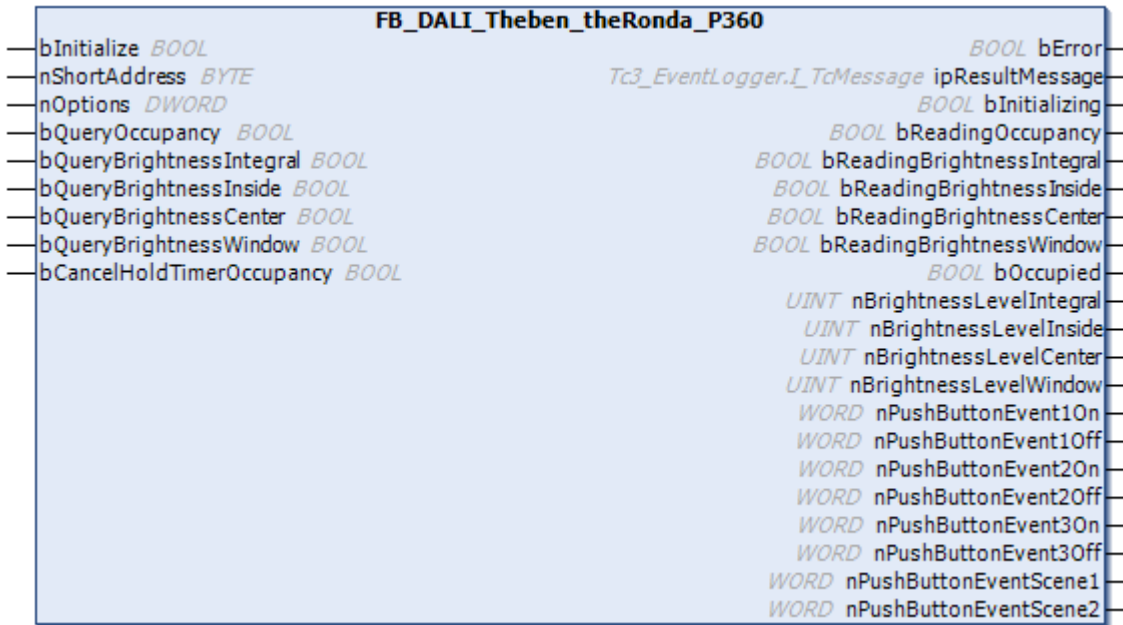 FB_DALI_Theben_theRonda_P360
bInitialize BOOL BOOL bError
nShortAddress BYTE Tc3_EventLogger.I_TcMessage ipResultMessage
nOptions DWORD BOOL bInitializing
bQueryOccupancy BOOL BOOL bReadingOccupancy
bQueryBrightnessIntegral BOOL BOOL bReadingBrightnessIntegral
bQueryBrightnessInside BOOL BOOL bReadingBrightnessInside
bQueryBrightnessCenter BOOL BOOL bReadingBrightnessCenter
bQueryBrightnessWindow BOOL BOOL bReadingBrightnessWindow
bCancelHoldTimerOccupancy BOOL BOOL bOccupied
UINT nBrightnessLevelIntegral
UINT nBrightnessLevelInside
UINT nBrightnessLevelCenter
UINT nBrightnessLevelWindow
WORD nPushButtonEvent1On
WORD nPushButtonEvent1Off
WORD nPushButtonEvent2On
WORD nPushButtonEvent2Off
WORD nPushButtonEvent3On
WORD nPushButtonEvent3Off
WORD nPushButtonEventScene1
WORD nPushButtonEventScene2